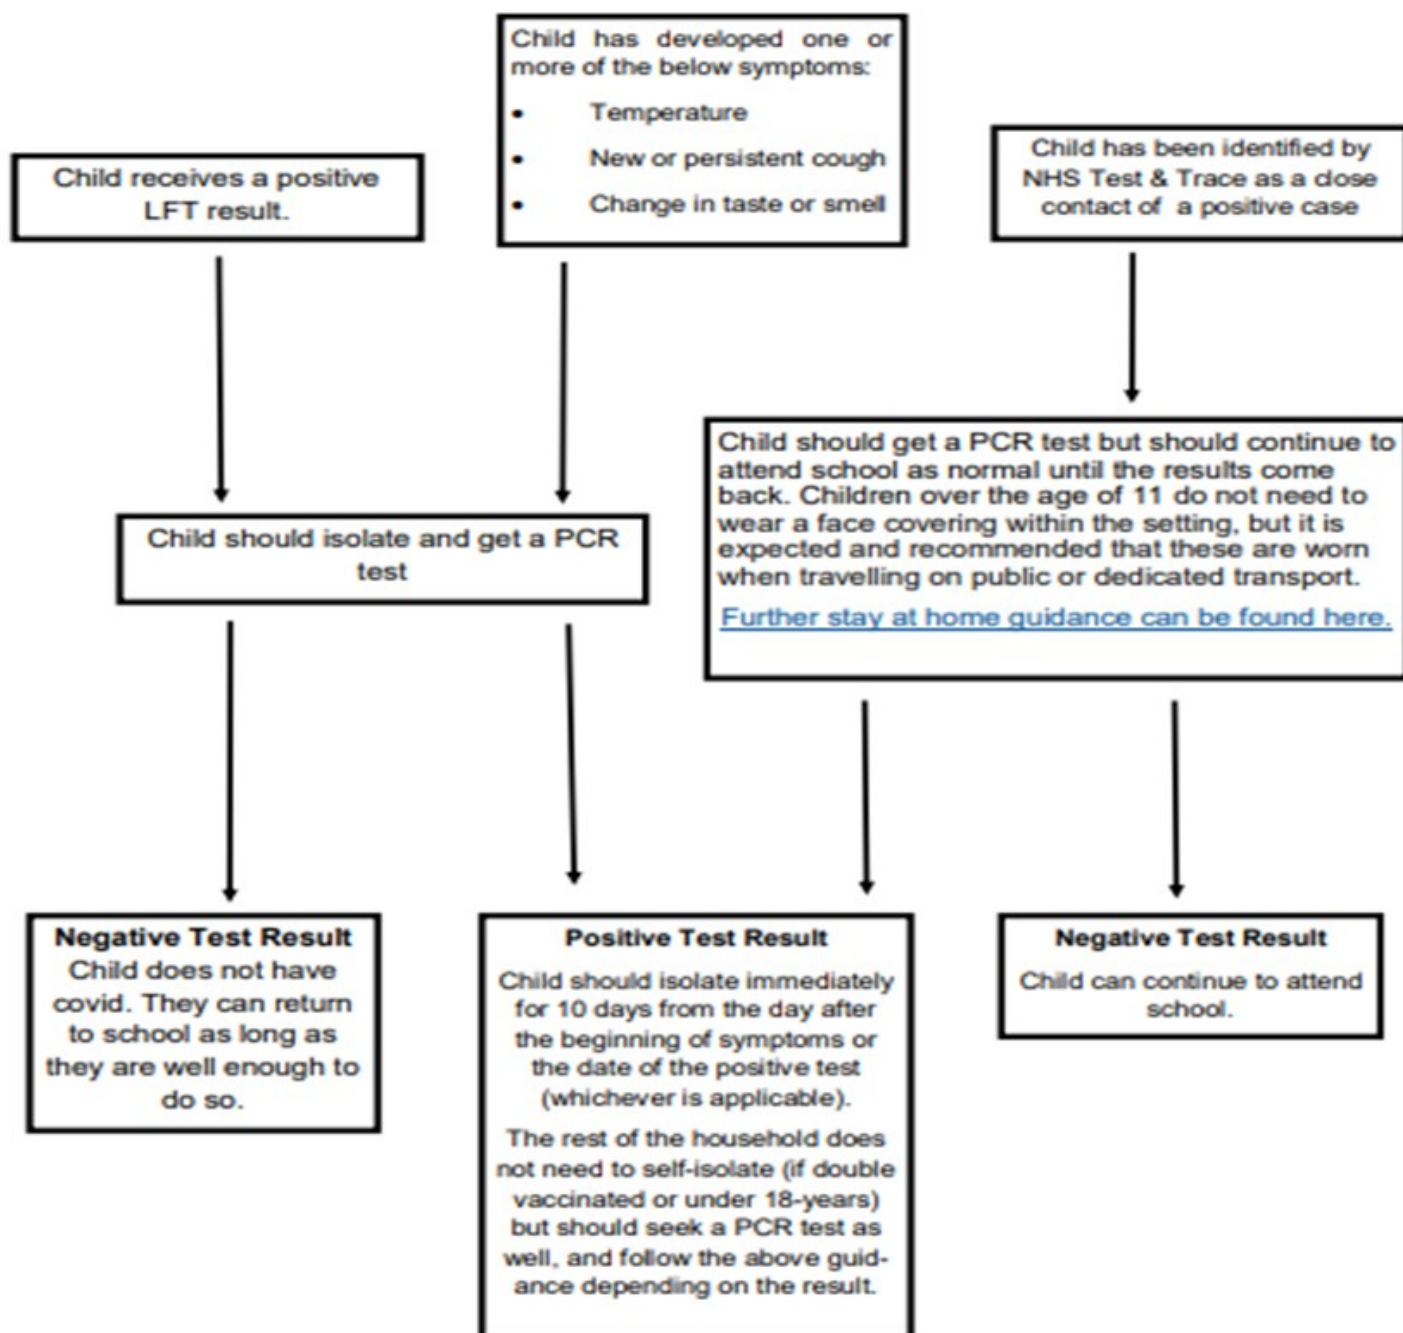 Child has developed one or
more of the below symptoms:
• Temperature
• New or persistent cough
• Change in taste or smell
Child receives a positive
LFT result.
Child has been identified by
NHS Test & Trace as a close
contact of a positive case
Child should isolate and get a PCR
test
Child should get a PCR test but should continue to
attend school as normal until the results come
back. Children over the age of 11 do not need to
wear a face covering within the setting, but it is
expected and recommended that these are worn
when travelling on public or dedicated transport.
Further stay at home guidance can be found here.
Negative Test Result
Child does not have
covid. They can return
to school as long as
they are well enough to
do so.
Positive Test Result
Child should isolate immediately
for 10 days from the day after
the beginning of symptoms or
the date of the positive test
(whichever is applicable).
The rest of the household does
not need to self-isolate (if double
vaccinated or under 18-years)
but should seek a PCR test as
well, and follow the above guid-
ance depending on the result.
Negative Test Result
Child can continue to attend
school.